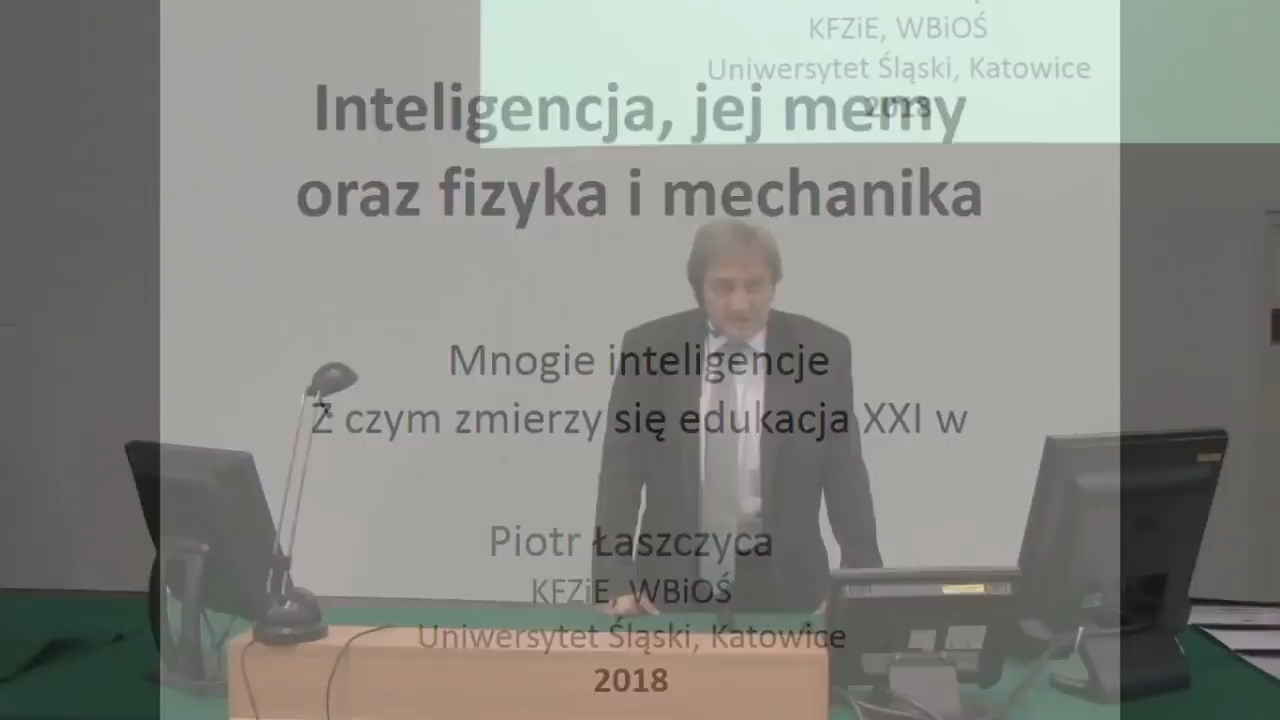 KFZiE, WBiOŚ
Uniwersytet Śląski, Katowice
2018
Inteligencja, jej memy
oraz fizyka i mechanika
Mnogie inteligencje
Z czym zmierzy się edukacja XXI w
Piotr Łaszczyca
KFZiE, WBiOŚ
Uniwersytet Śląski, Katowice
2018